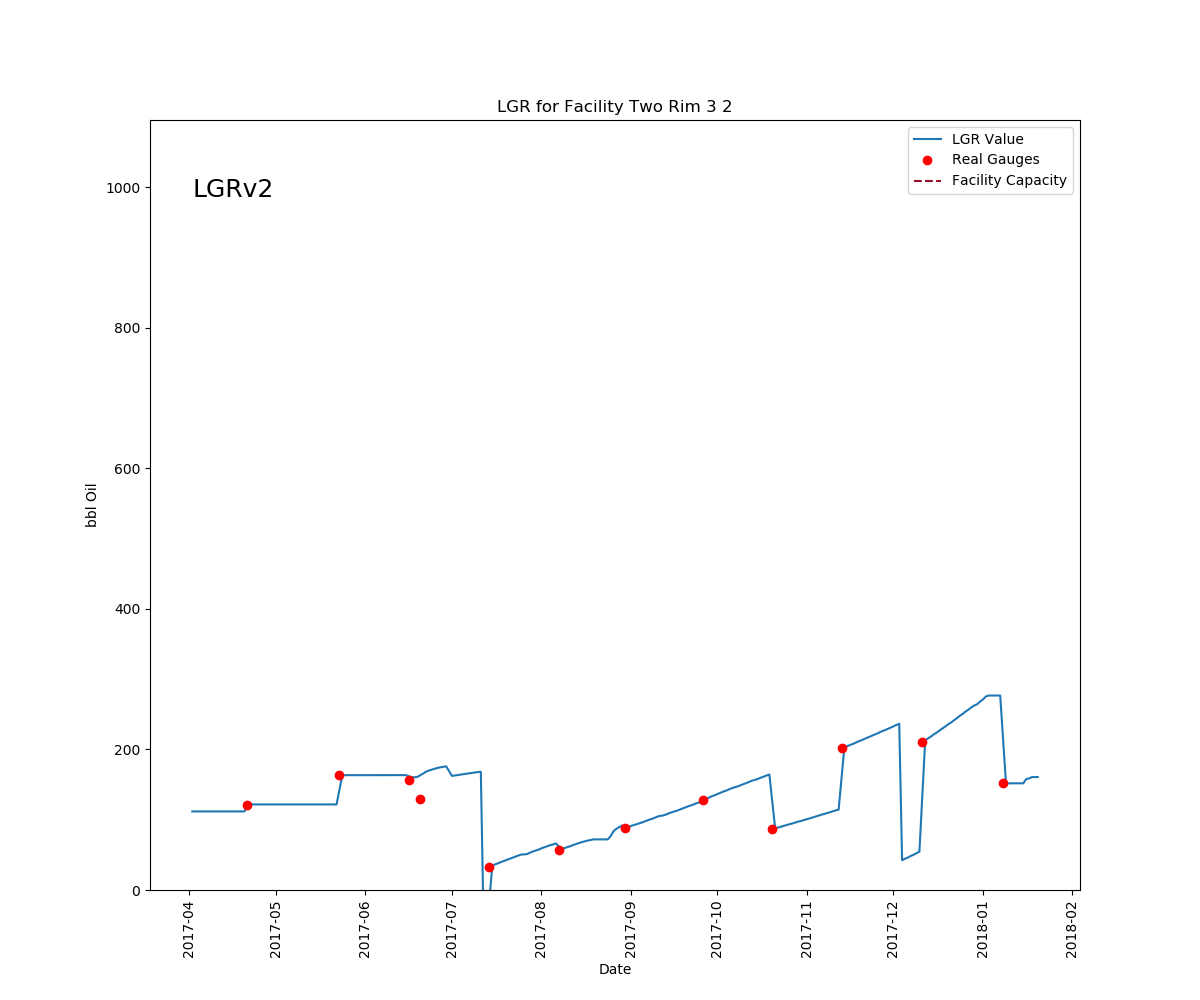 LGR for Facility Two Rim 3 2
LGR Value
Real Gauges
Facility Capacity
LGRv2
1000
800
600
400
200
0
bbl Oil
2017-04
2017-05
2017-06
2017-07
2017-08
2017-09
2017-10
2017-11
2017-12
2018-01
2018-02
Date